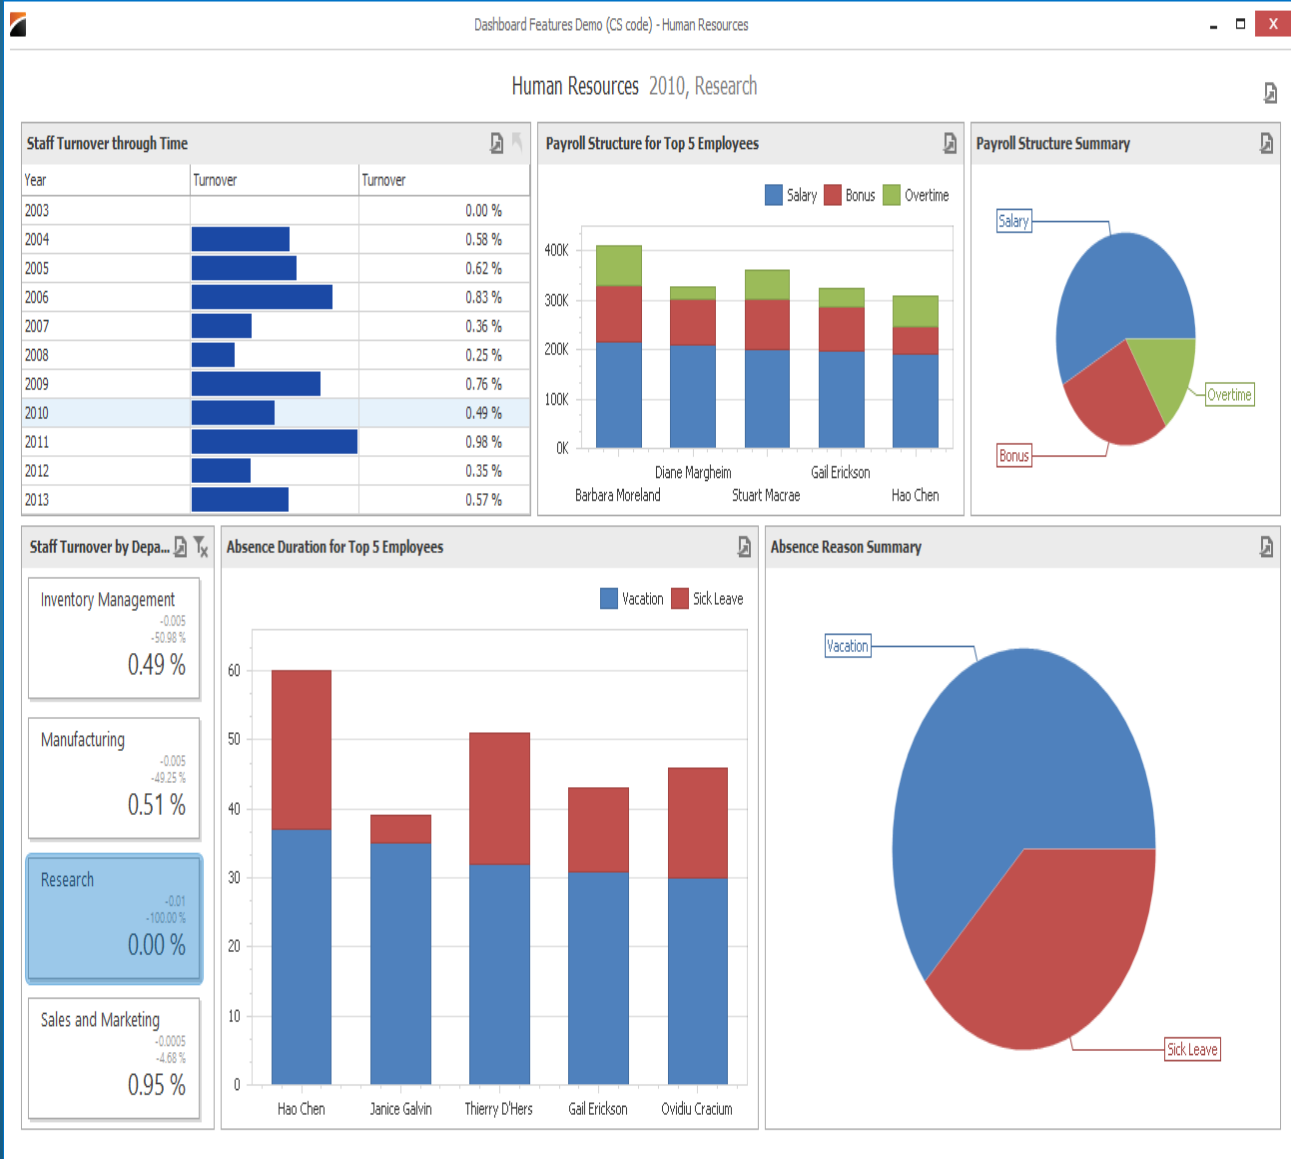 Dashboard Features Demo (CS code) - Human Resources
X
Human Resources 2010, Research
Staff Turnover through Time
Year Turnover Turnover
2003 0.00 %
2004 0.58 %
2005 0.62 %
2006 0.83 %
2007 0.36 %
2008 0.25 %
2009 0.76 %
2010 0.49 %
2011 0.98 %
2012 0.35 %
2013 0.57 %
Payroll Structure for Top 5 Employees
Salary Bonus Overtime
400K
300K
200K
100K
0K
Diane Margheim Gail Erickson
Barbara Moreland Stuart Macrae Hao Chen
Payroll Structure Summary
Salary
Overtime
Bonus
Staff Turnover by Depa...
Inventory Management
-0.005
-50.98 %
0.49 %
Manufacturing
-0.005
-49.25 %
0.51 %
Research
-0.01
-100.00 %
0.00 %
Sales and Marketing
-0.0005
-4.68 %
0.95 %
Absence Duration for Top 5 Employees
Vacation Sick Leave
60
50
40
30
20
10
0
Hao Chen Janice Galvin Thierry D'Hers Gail Erickson Ovidiu Cracium
Absence Reason Summary
Vacation
Sick Leave